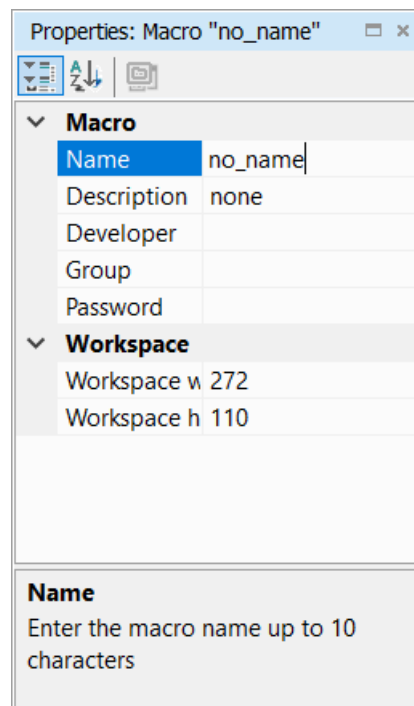 Properties: Macro "no_name"
Macro
Name no_name
Description none
Developer
Group
Password
Workspace
Workspace w 272
Workspace h 110
Name
Enter the macro name up to 10
characters